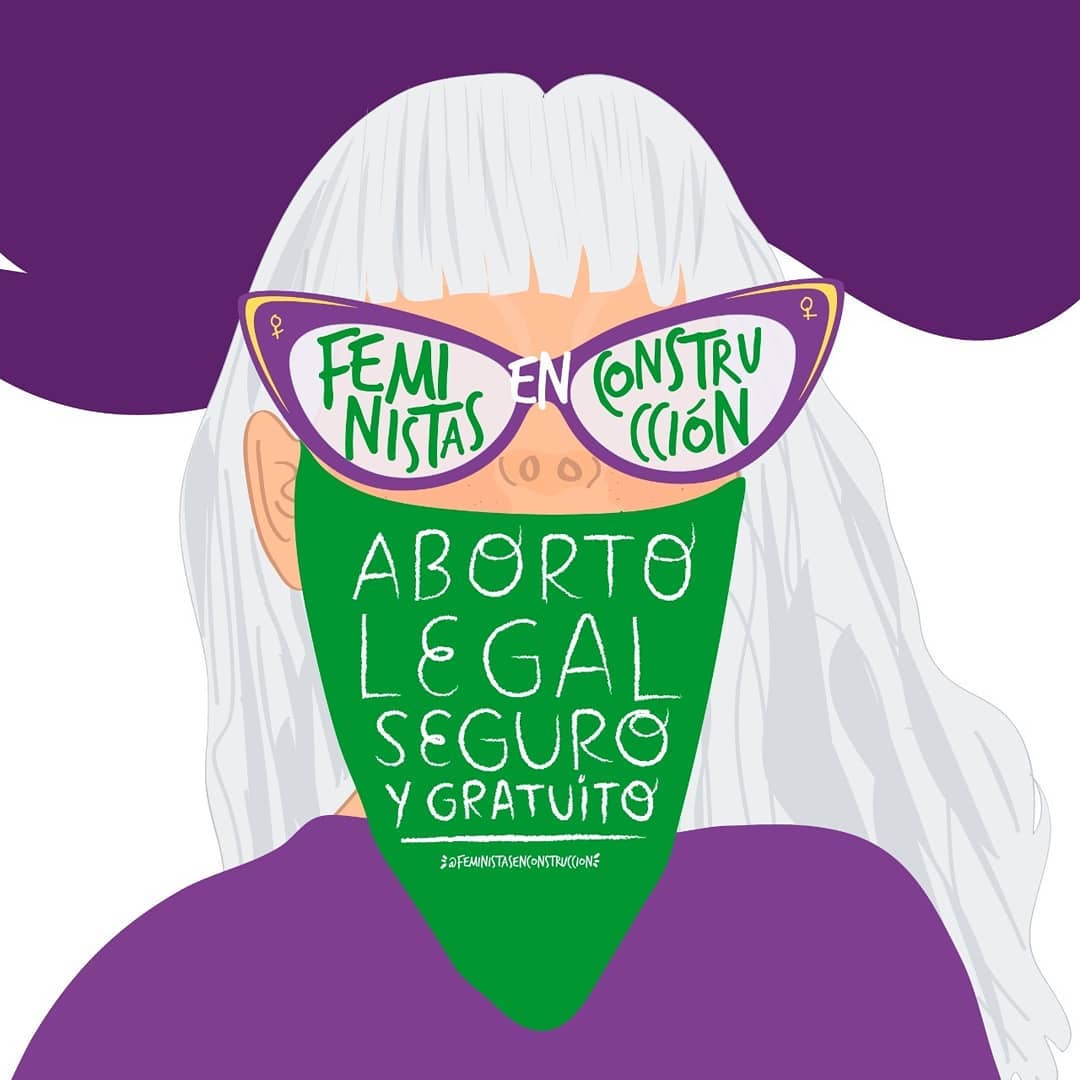 FEMI
NISTAS
EN
CONSTRU
CCIÓN
ABORTO
LEGAL
SEGURO
Y GRATUITO
@FEMINISTASENCONSTRUCCION